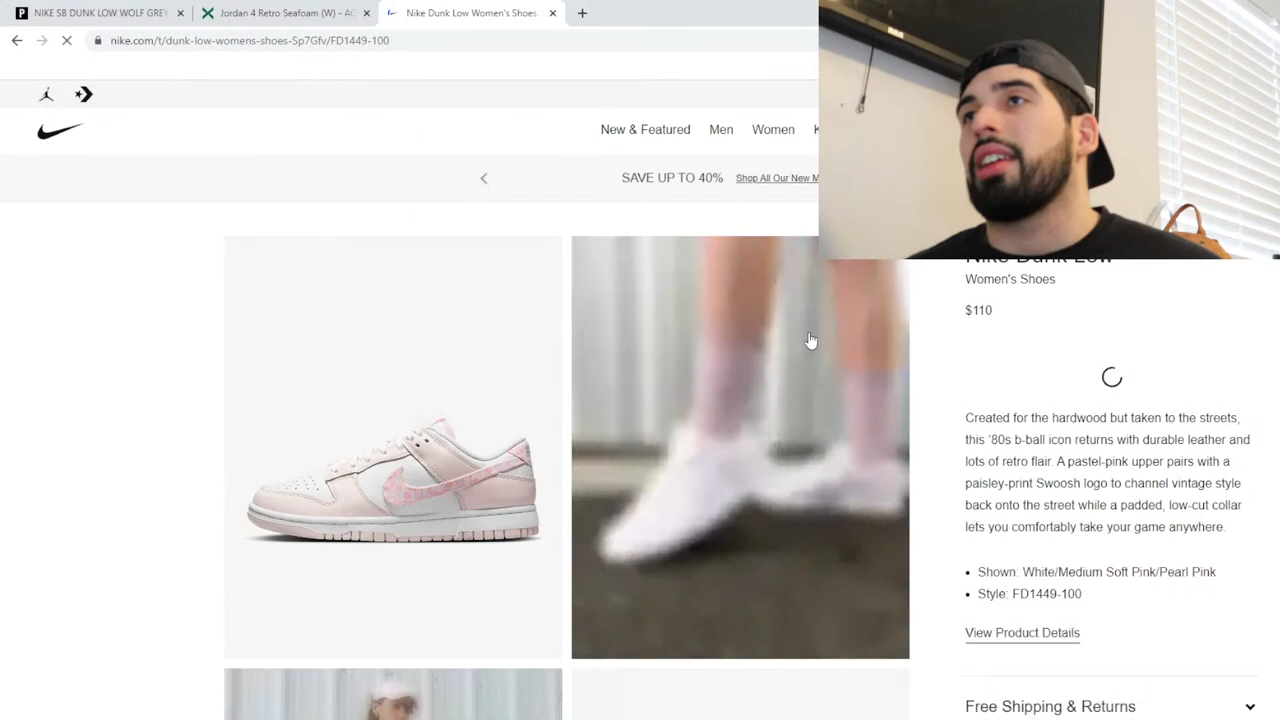 NIKE SB DUNK LOW WOLF GREY
Jordan 4 Retro Seafoam (W) - AC
Nike Dunk Low Women's Shoes.
nike.com/t/dunk-low-womens-shoes-Sp7Gfv/FD1449-100
New & Featured Men Women K
SAVE UP TO 40% Shop All Our New M
Nike Dunk Low
Women's Shoes
$110
Created for the hardwood but taken to the streets,
this '80s b-ball icon returns with durable leather and
lots of retro flair. A pastel-pink upper pairs with a
paisley-print Swoosh logo to channel vintage style
back onto the street while a padded, low-cut collar
lets you comfortably take your game anywhere.
• Shown: White/Medium Soft Pink/Pearl Pink
• Style: FD1449-100
View Product Details
Free Shipping & Returns